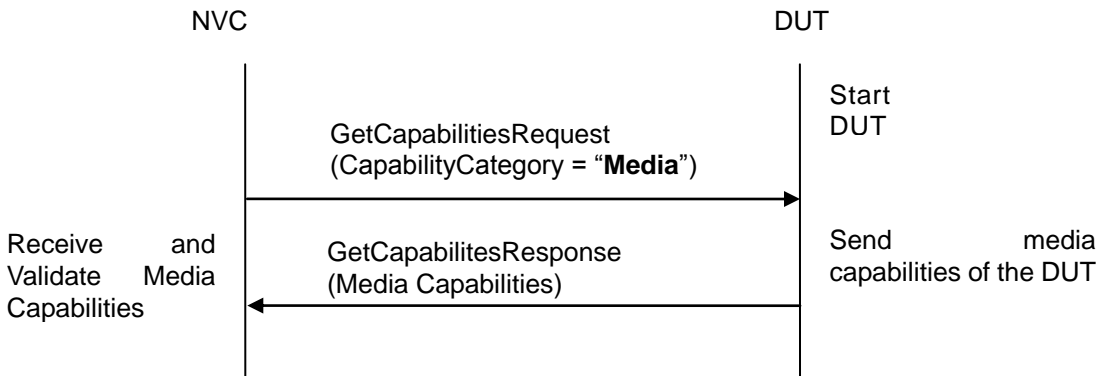 NVC
DUT
Start
DUT
GetCapabilitiesRequest
(CapabilityCategory = “Media”)
Receive and
Validate Media
Capabilities
GetCapabilitesResponse
(Media Capabilities)
Send media
capabilities of the DUT